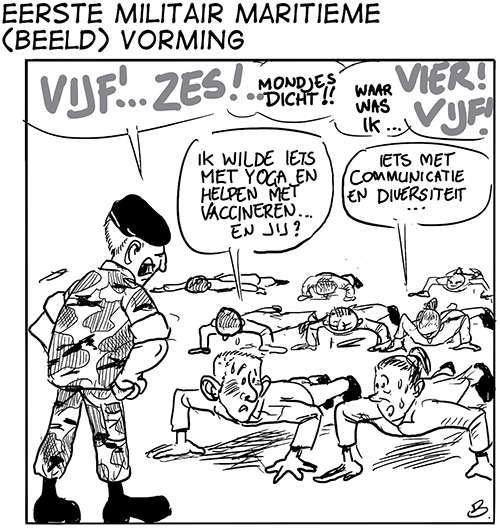 EERSTE MILITAIR MARITIEME
(BEELD) VORMING
VIJF!... ZES!..
MONDJES
DICHT!!
WAAR
WAS
IK ...
VIER!
VIJF!
IK WILDE IETS
MET YOGA EN
HELPEN MET
VACCINEREN...
EN JIJ?
IETS MET
COMMUNICATIE
EN DIVERSITEIT
...
B.